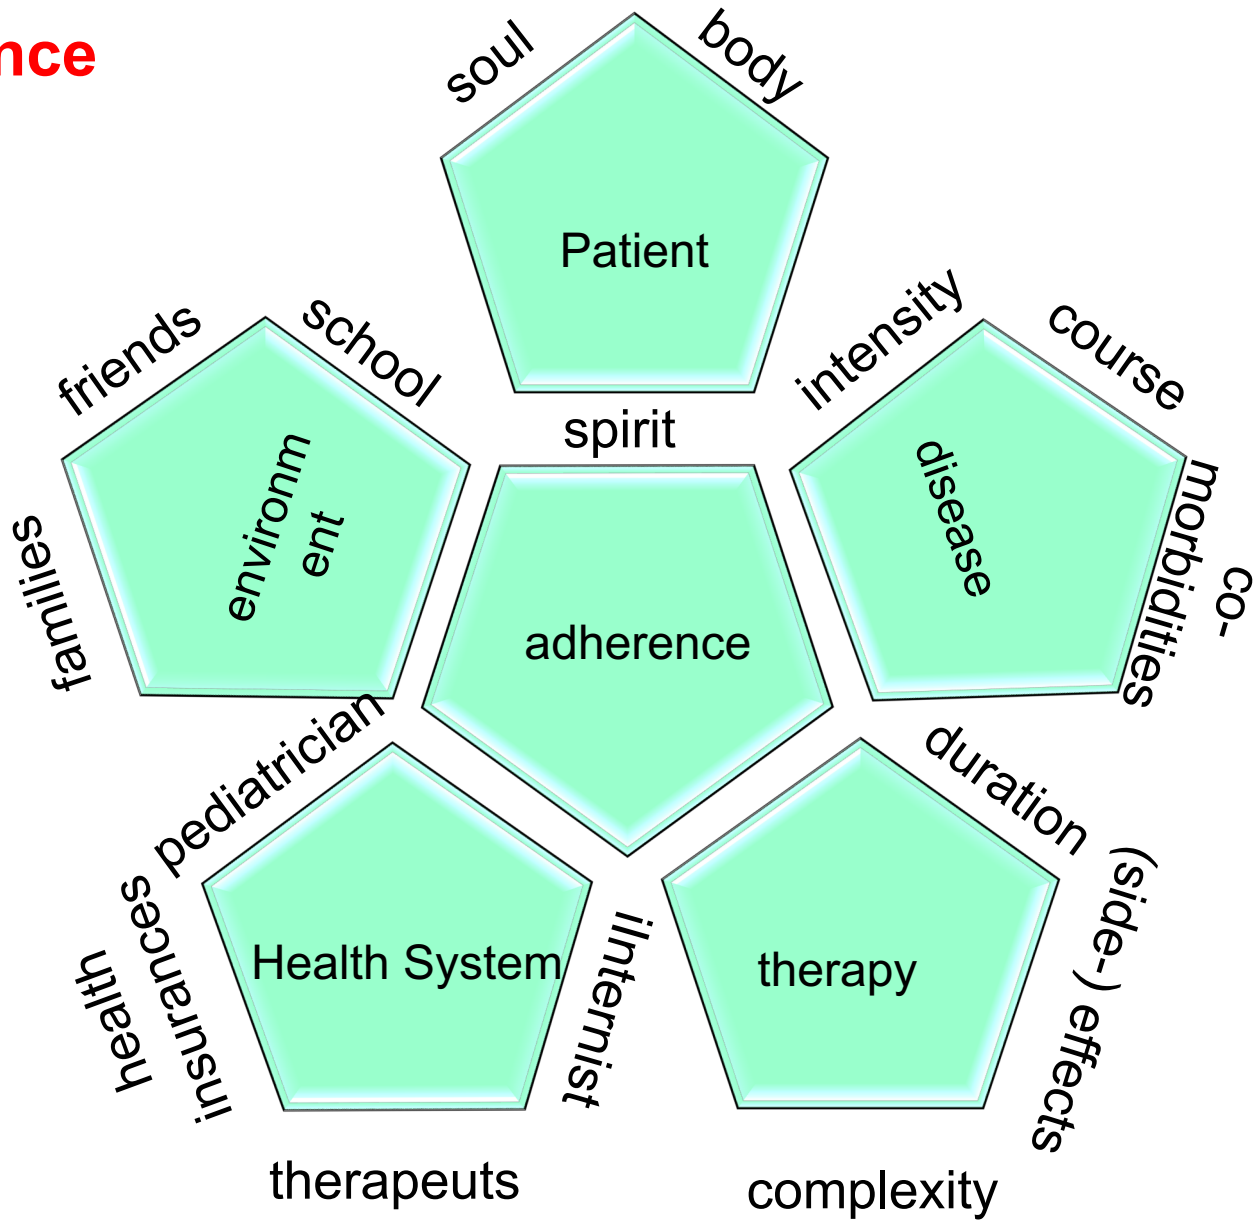 nce
soul
body
Patient
spirit
friends
school
families
environm
ent
intensity
course
co-
morbidities
disease
adherence
pediatrician
health
insurances
Health System
illnternist
therapeuts
duration
(side-) effects
therapy
complexity